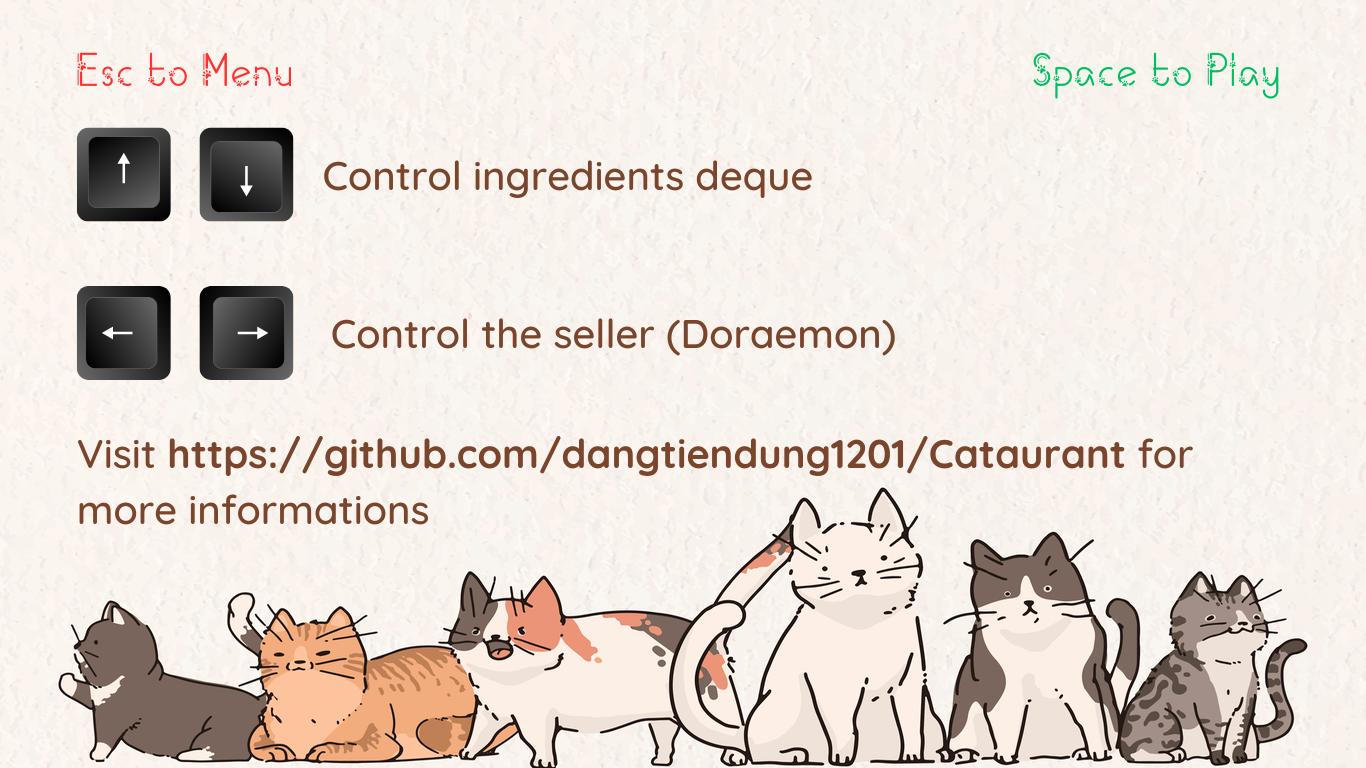 Esc to Menu
Space to Play
↑ ↓ Control ingredients deque
← → Control the seller (Doraemon)
Visit https://github.com/dangtiendung1201/Cataurant for
more informations